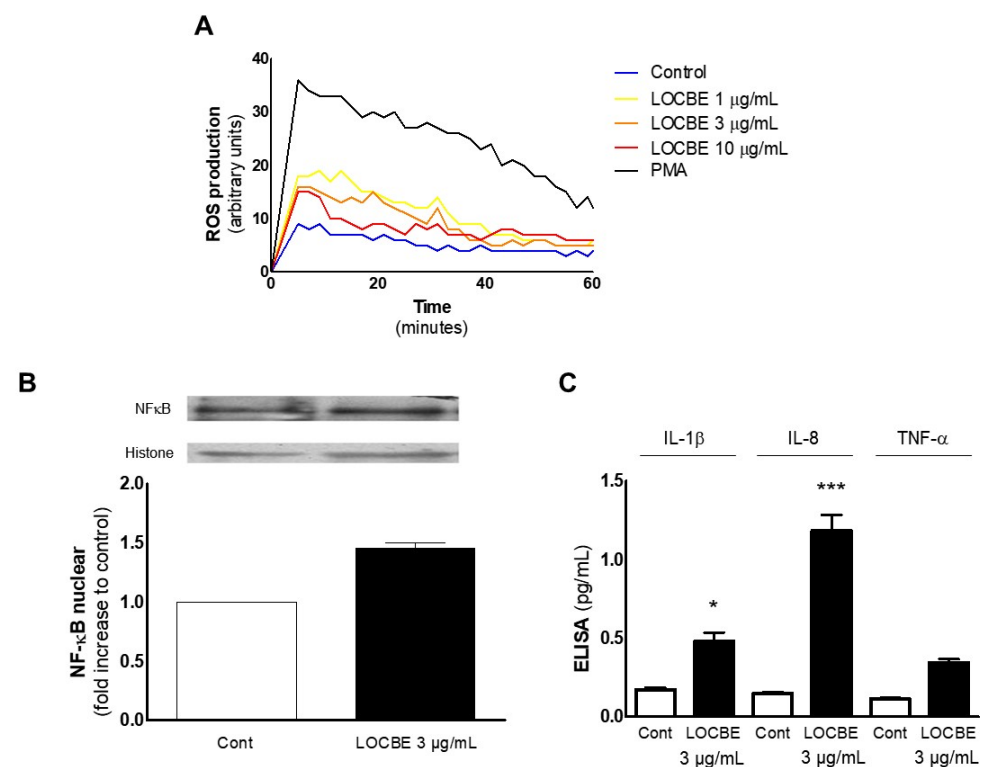 A
ROS production
(arbitrary units)
40
30
20
10
0
0 20 40 60
Time
(minutes)
Control
LOCBE 1 μg/mL
LOCBE 3 μg/mL
LOCBE 10 μg/mL
PMA
B
NFκB
Histone
NF-κB nuclear
(fold increase to control)
2.0
1.5
1.0
0.5
0.0
Cont LOCBE 3 μg/mL
C
IL-1β IL-8 TNF-α
ELISA (pg/mL)
1.5
1.0
0.5
0.0
*
***
Cont LOCBE Cont LOCBE Cont LOCBE
3 μg/mL 3 μg/mL 3 μg/mL